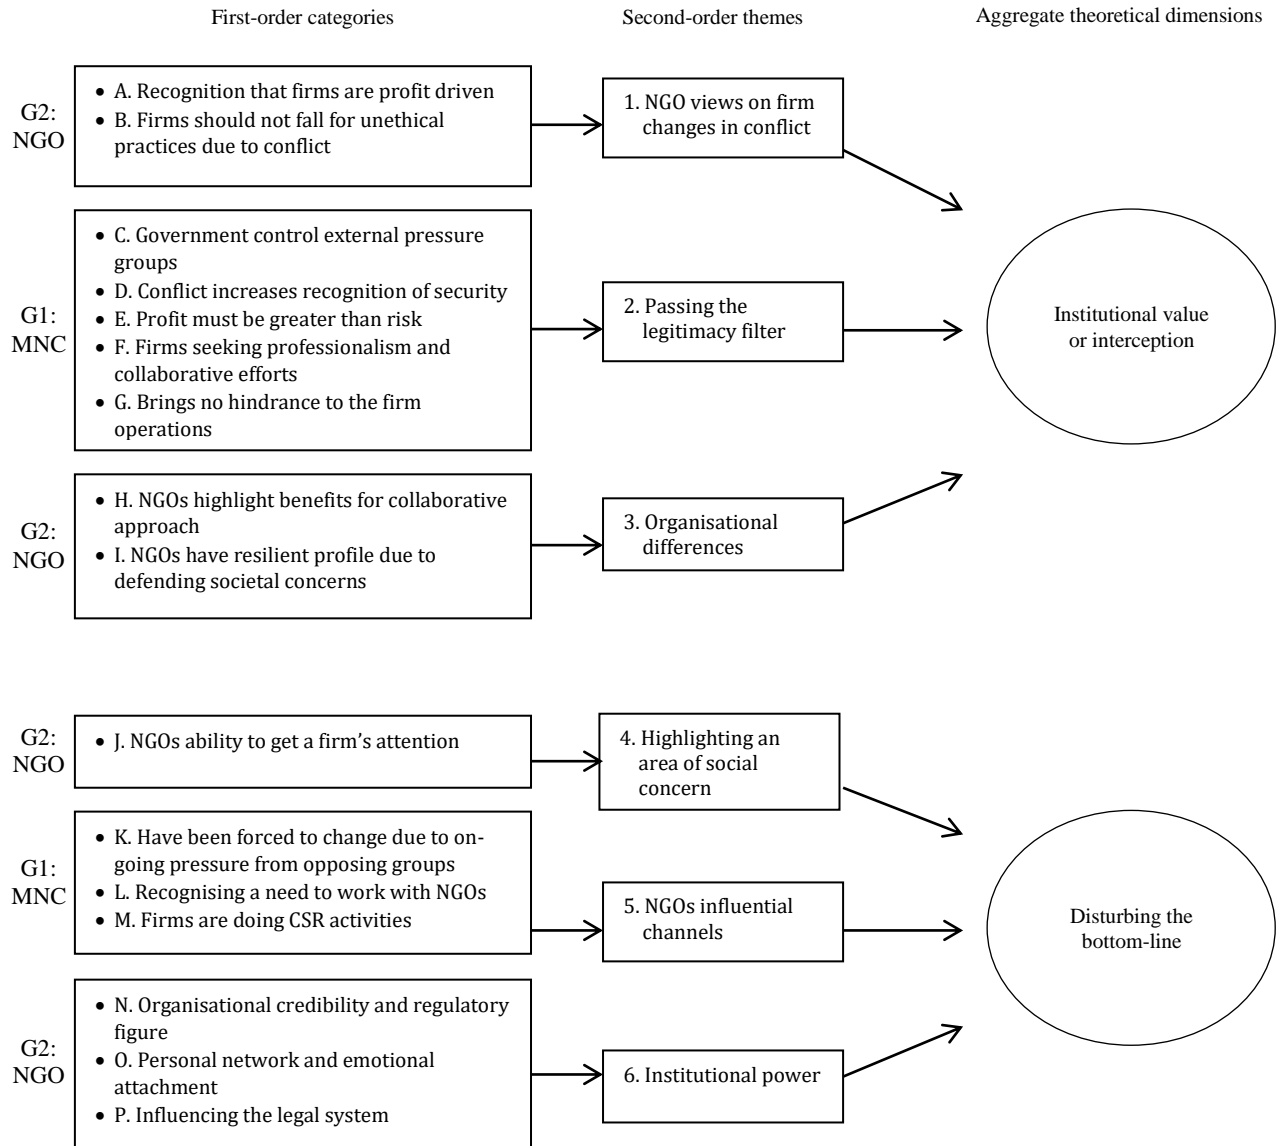 First-order categories
Second-order themes
Aggregate theoretical dimensions
G2:
NGO
• A. Recognition that firms are profit driven
• B. Firms should not fall for unethical
practices due to conflict
1. NGO views on firm
changes in conflict
G1:
MNC
• C. Government control external pressure
groups
• D. Conflict increases recognition of security
• E. Profit must be greater than risk
• F. Firms seeking professionalism and
collaborative efforts
• G. Brings no hindrance to the firm
operations
2. Passing the
legitimacy filter
Institutional value
or interception
G2:
NGO
• H. NGOs highlight benefits for collaborative
approach
• I. NGOs have resilient profile due to
defending societal concerns
3. Organisational
differences
G2:
NGO
• J. NGOs ability to get a firm's attention
4. Highlighting an
area of social
concern
G1:
MNC
• K. Have been forced to change due to on-
going pressure from opposing groups
• L. Recognising a need to work with NGOs
• M. Firms are doing CSR activities
5. NGOs influential
channels
Disturbing the
bottom-line
G2:
NGO
• N. Organisational credibility and regulatory
figure
• O. Personal network and emotional
attachment
• P. Influencing the legal system
6. Institutional power